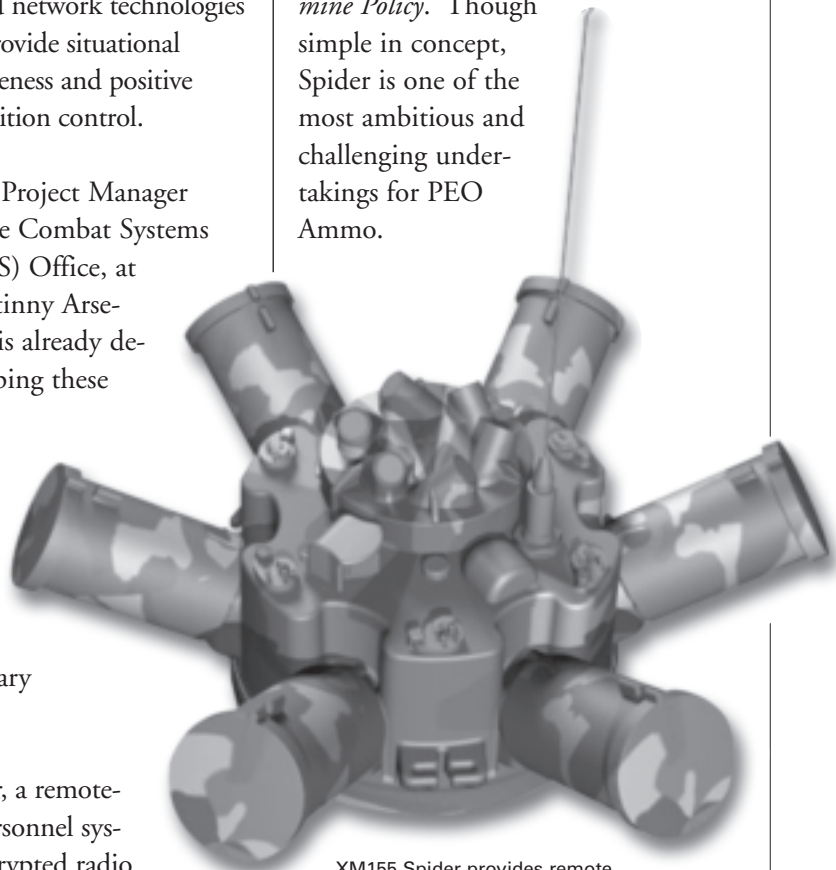 network technologies
rovide situational
eness and positive
ition control.
Project Manager
e Combat Systems
S) Office, at
tinny Arse-
is already de-
ping these
ary
r, a remote-
rsonnel sys-
crypted radio
mine Policy. Though
simple in concept,
Spider is one of the
most ambitious and
challenging under-
takings for PEO
Ammo.
XM155 Spider provides remote